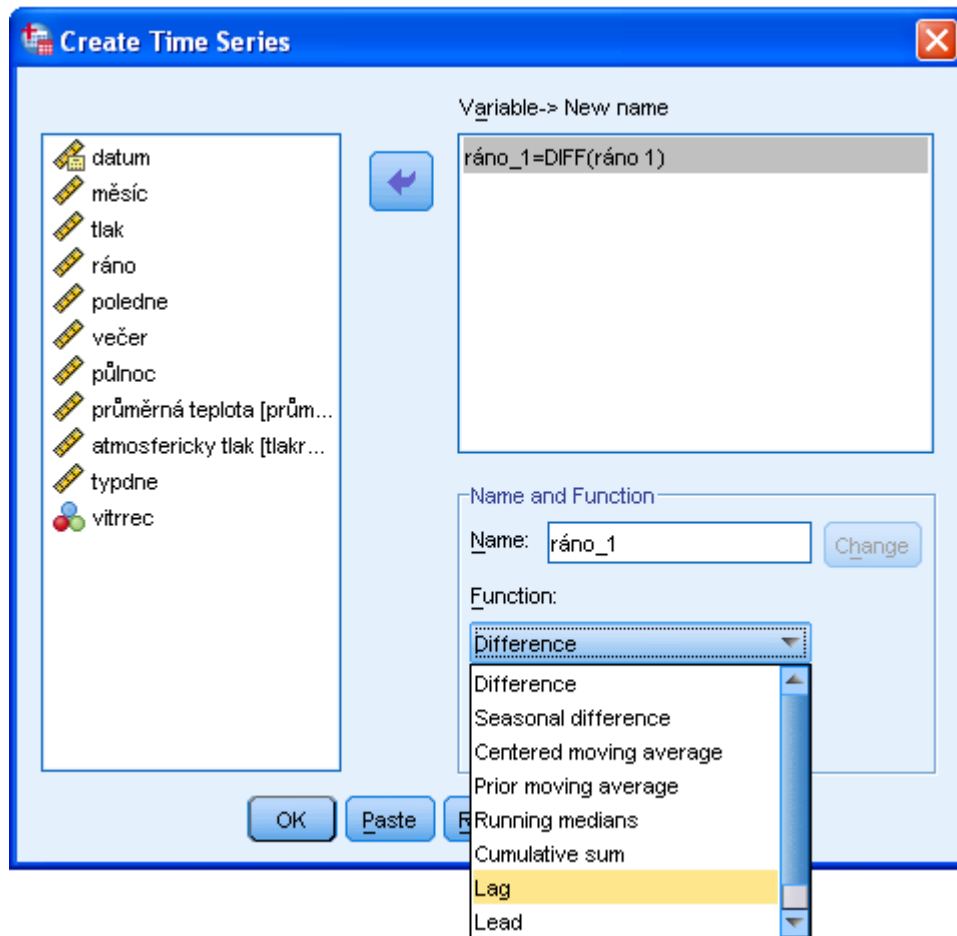 Create Time Series
Variable-> New name
datum
měsíc
tlak
ráno
poledne
večer
půlnoc
průměrná teplota [prům...
atmosfericky tlak [tlakr...
typdne
vitrrec
ráno_1=DIFF(ráno 1)
Name and Function
Name: ráno_1 Change
Function:
Difference
Difference
Seasonal difference
Centered moving average
Prior moving average
Running medians
Cumulative sum
Lag
Lead
OK Paste R